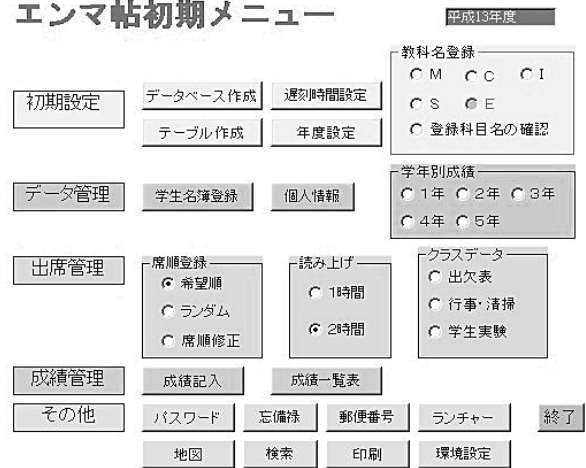 エンマ帖初期メニュー
平成13年度
教科名登録
M C I
S E
登録科目名の確認
初期設定
データベース作成 遅刻時間設定
テーブル作成 年度設定
データ管理
学生名簿登録 個人情報
学年別成績
1年 2年 3年
4年 5年
出席管理
席順登録
希望順
ランダム
席順修正
読み上げ
1時間
2時間
クラスデータ
出欠表
行事・清掃
学生実験
成績管理
成績記入 成績一覧表
その他
パスワード 忘備禄 郵便番号 ランチャー 終了
地図 検索 印刷 環境設定